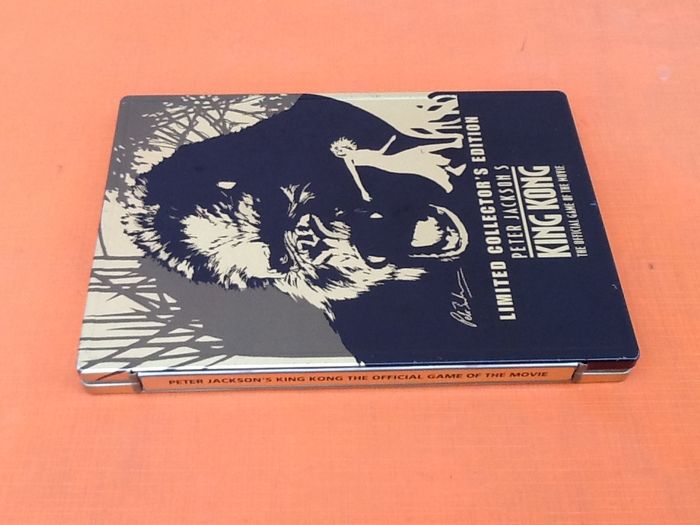 LIMITED COLLECTOR'S EDITION
PETER JACKSON'S
KING KONG
THE OFFICIAL GAME OF THE MOVIE
PETER JACKSON'S KING KONG THE OFFICIAL GAME OF THE MOVIE